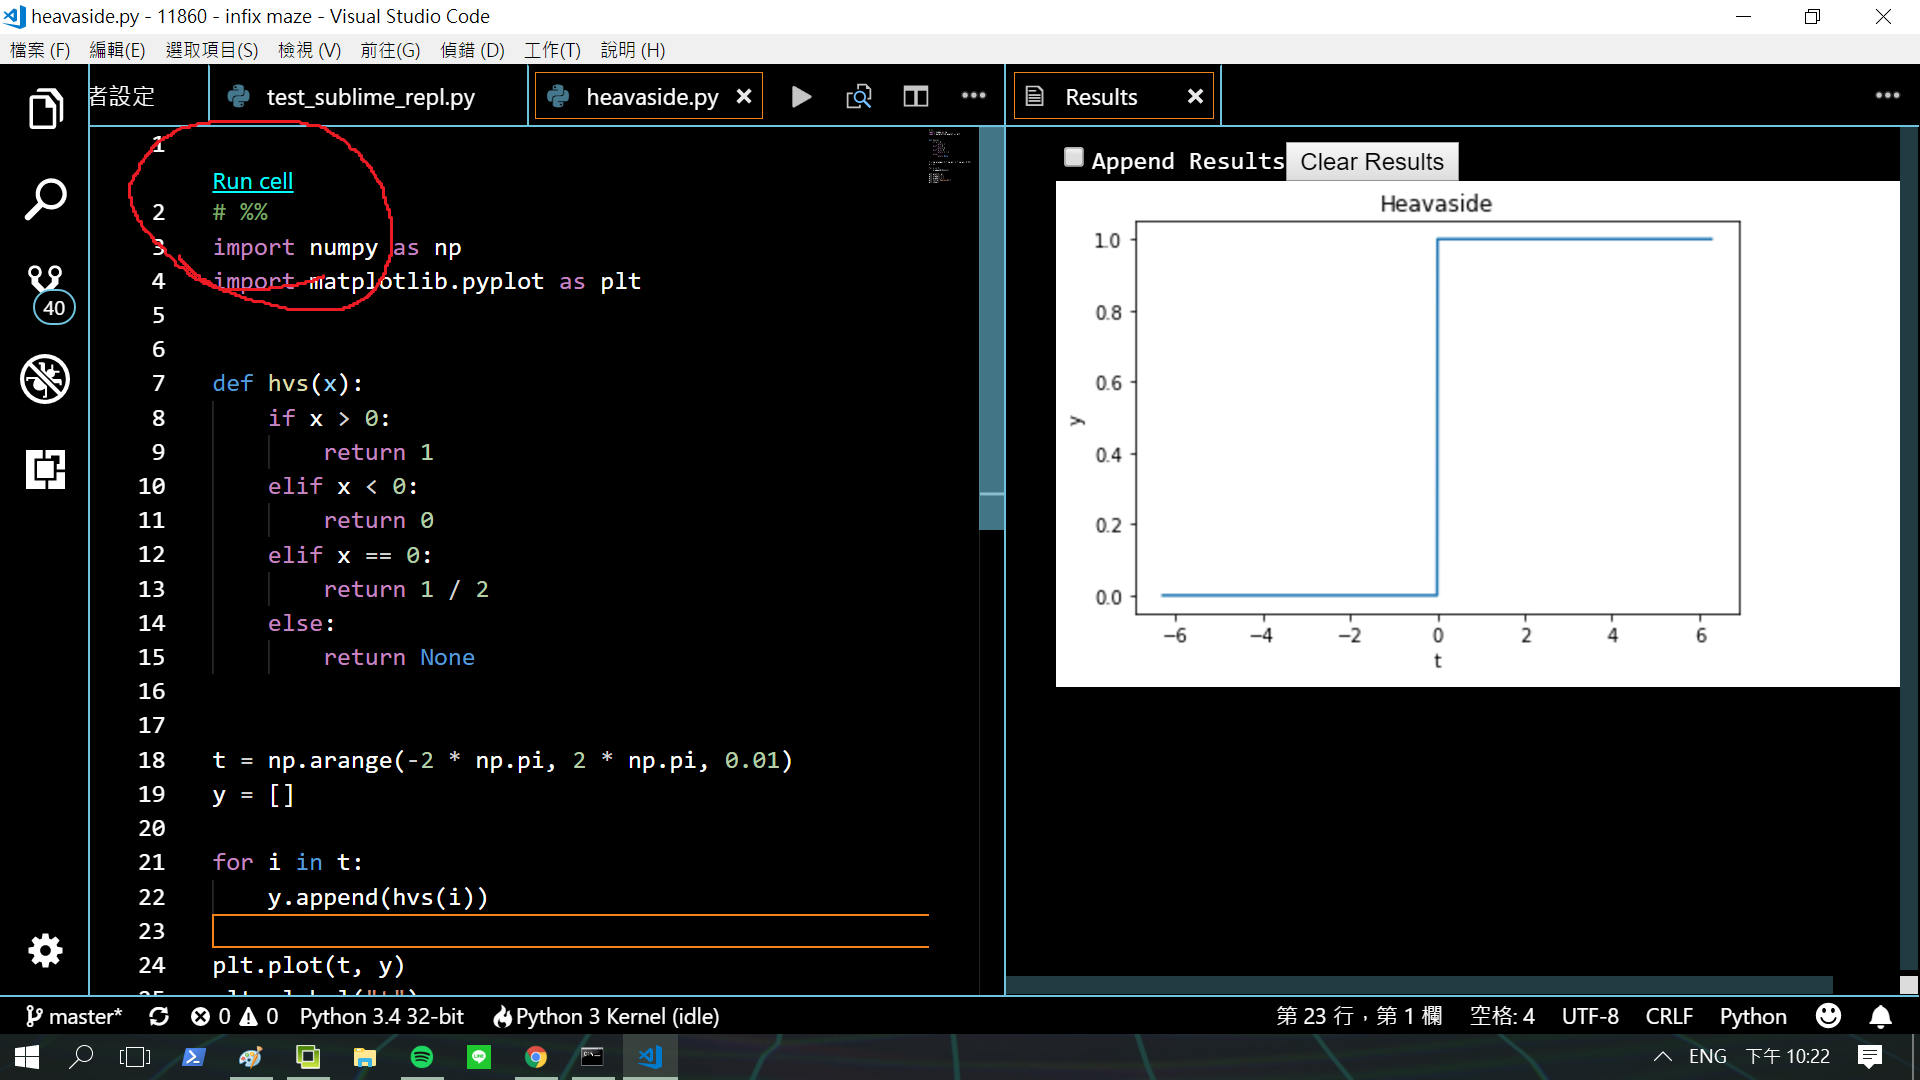 heavaside.py - 11860 - infix maze - Visual Studio Code
檔案 (F) 編輯(E) 選取項目(S) 檢視 (V) 前往(G) 偵錯 (D) 工作(T) 說明 (H)
者設定 test_sublime_repl.py heavaside.py Results
1
Run cell
2 # %%
3 import numpy as np
4 import matplotlib.pyplot as plt
5
6
7 def hvs(x):
8 if x > 0:
9 return 1
10 elif x < 0:
11 return 0
12 elif x == 0:
13 return 1 / 2
14 else:
15 return None
16
17
18 t = np.arange(-2 * np.pi, 2 * np.pi, 0.01)
19 y = []
20
21 for i in t:
22 y.append(hvs(i))
23
24 plt.plot(t, y)
40
Append Results Clear Results
Heavaside
1.0
0.8
0.6
0.4
0.2
0.0
y
−6 −4 −2 0 2 4 6
t
master* 0 0 Python 3.4 32-bit Python 3 Kernel (idle) 第 23 行，第 1 欄 空格: 4 UTF-8 CRLF Python
ENG 下午 10:22